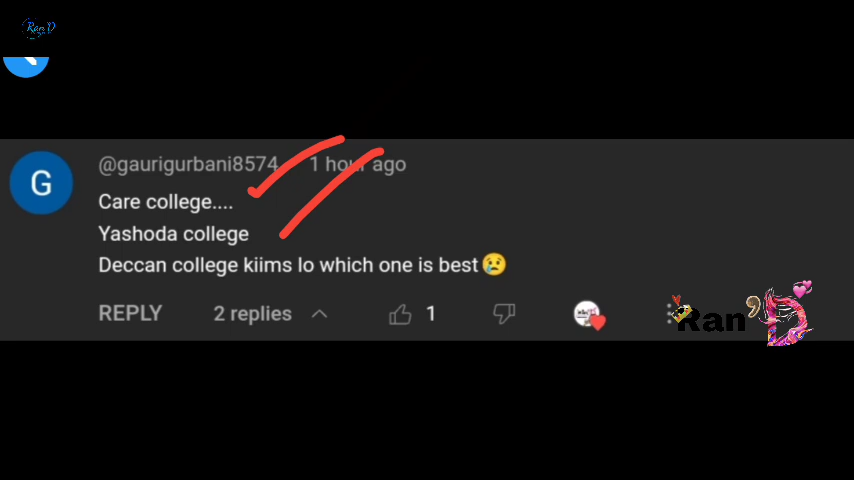 Ran'D
@gaurigurbani8574 1 hour ago
Care college....
Yashoda college
Deccan college kiims lo which one is best😢
REPLY 2 replies 1
Ran'D